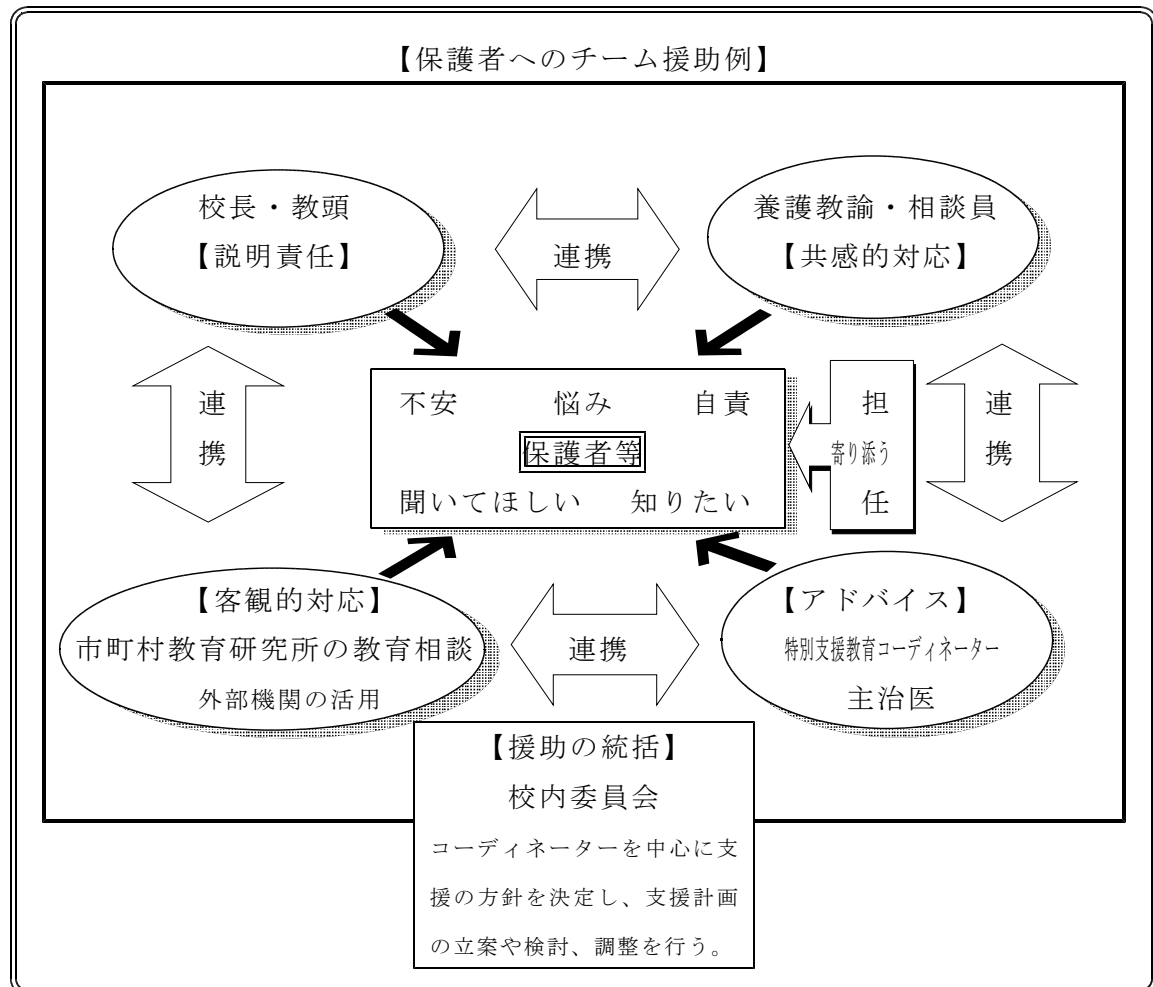 【保護者へのチーム援助例】
校長・教頭
【説明責任】
連携
養護教諭・相談員
【共感的対応】
連携
不安 悩み 自責
保護者等
聞いてほしい 知りたい
担任
寄り添う
連携
【客観的対応】
市町村教育研究所の教育相談
外部機関の活用
連携
【アドバイス】
特別支援教育コーディネーター
主治医
【援助の統括】
校内委員会
コーディネーターを中心に支
援の方針を決定し、支援計画
の立案や検討、調整を行う。